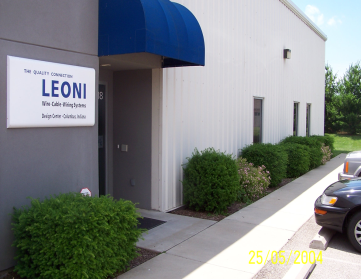 THE QUALITY CONNECTION
LEONI
Wire·Cable·Wiring Systems
Design Center · Columbus, Indiana
25/05/2004